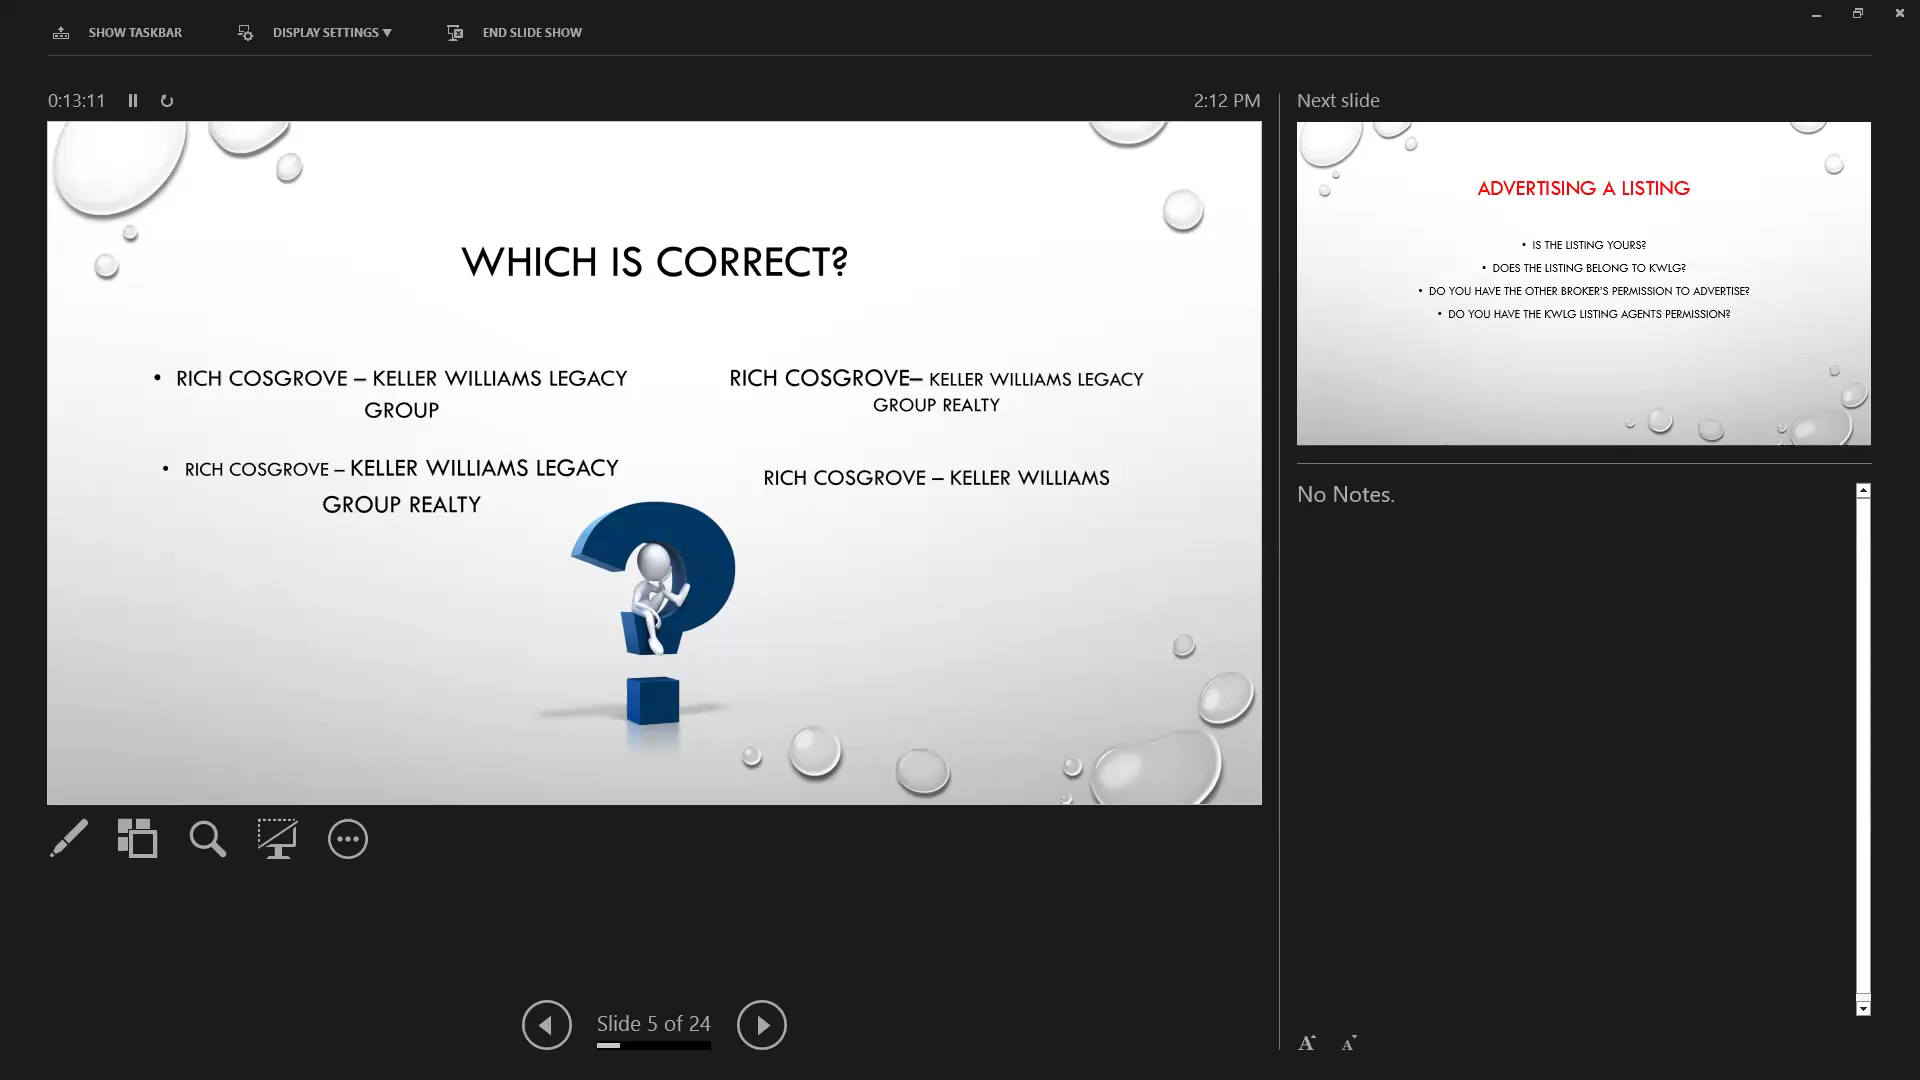 SHOW TASKBAR
DISPLAY SETTINGS ▼
END SLIDE SHOW
0:13:11
2:12 PM
WHICH IS CORRECT?
• RICH COSGROVE – KELLER WILLIAMS LEGACY
GROUP
• RICH COSGROVE – KELLER WILLIAMS LEGACY
GROUP REALTY
RICH COSGROVE– KELLER WILLIAMS LEGACY
GROUP REALTY
RICH COSGROVE – KELLER WILLIAMS
Slide 5 of 24
Next slide
ADVERTISING A LISTING
• IS THE LISTING YOURS?
• DOES THE LISTING BELONG TO KWLG?
• DO YOU HAVE THE OTHER BROKER'S PERMISSION TO ADVERTISE?
• DO YOU HAVE THE KWLG LISTING AGENTS PERMISSION?
No Notes.
A A